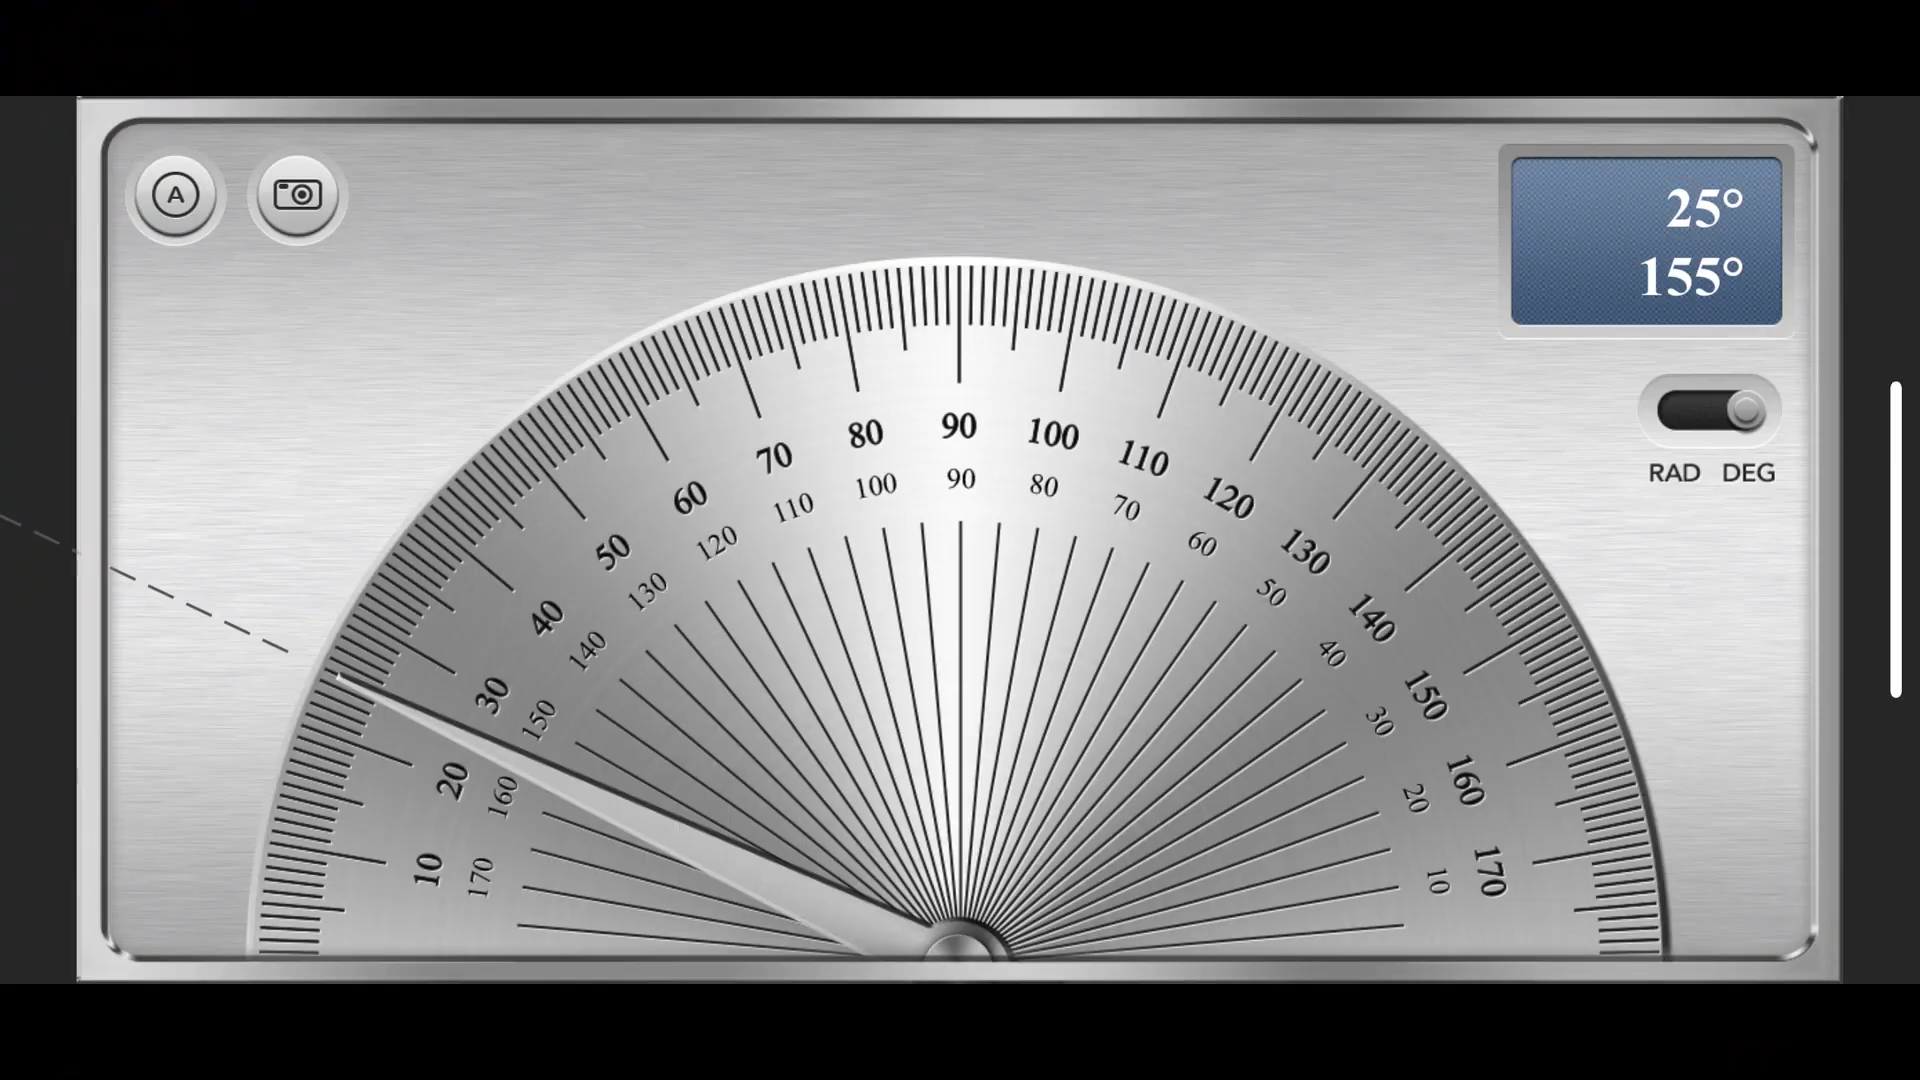 A
25°
155°
RAD DEG
10 20 30 40 50 60 70 80 90 100 110 120 130 140 150 160 170
170 160 150 140 130 120 110 100 90 80 70 60 50 40 30 20 10